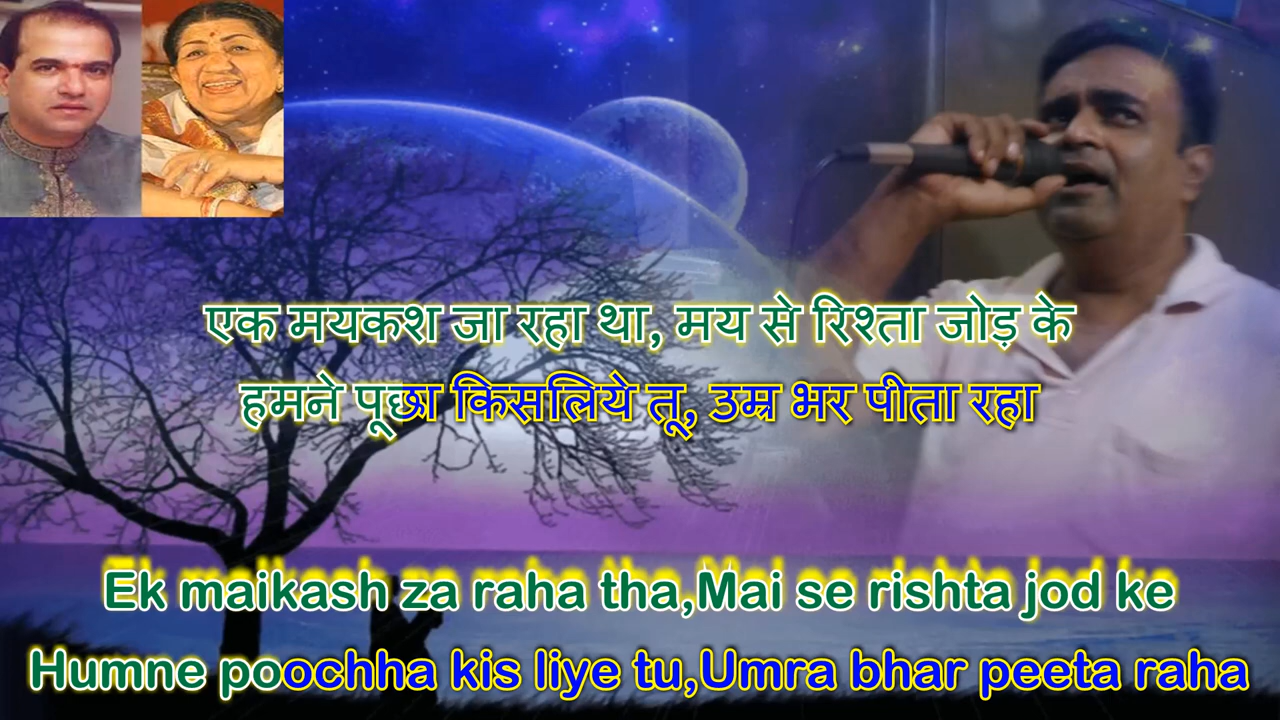 एक मयकश जा रहा था, मय से रिश्ता जोड़ के
हमने पूछा किसलिये तू, उम्र भर पीता रहा
Ek maikash za raha tha,Mai se rishta jod ke
Humne poochha kis liye tu,Umra bhar peeta raha